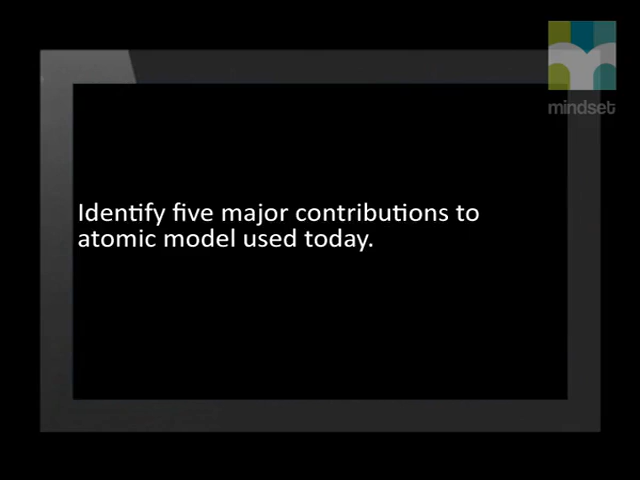 mindset
Identify five major contributions to
atomic model used today.